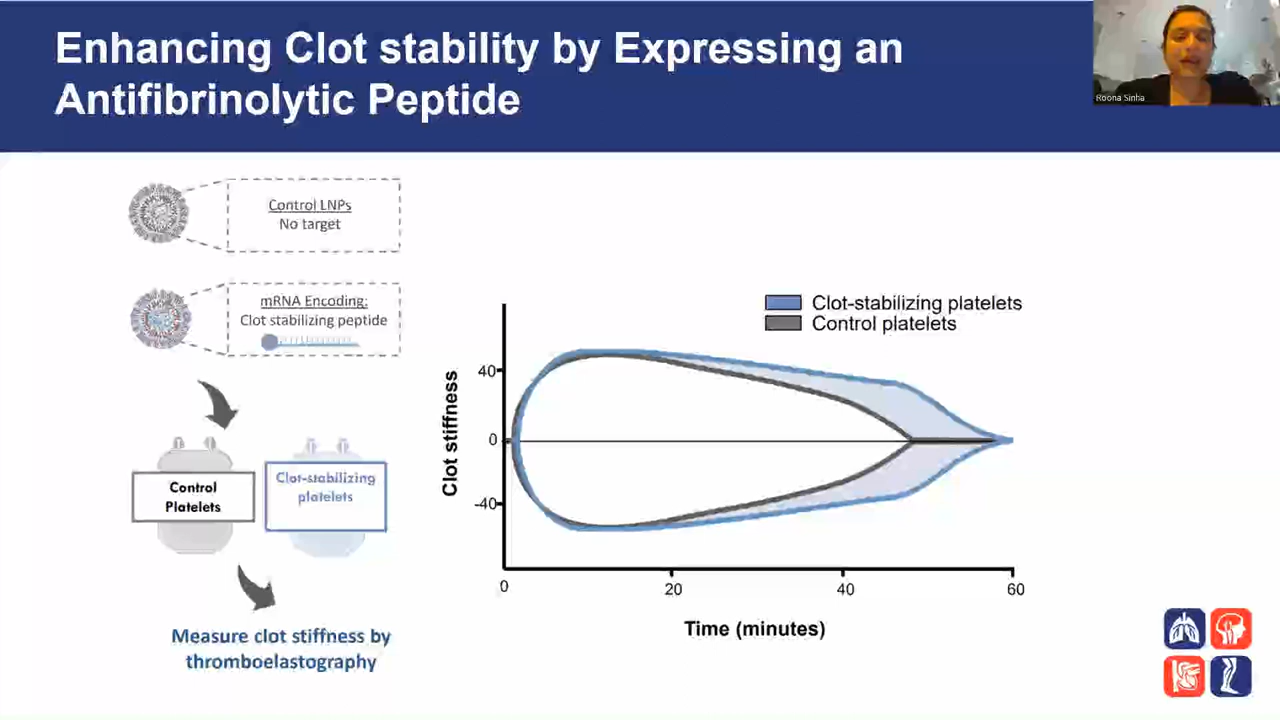 Enhancing Clot stability by Expressing an
Antifibrinolytic Peptide
Roona Sinha
Control LNPs
No target
mRNA Encoding:
Clot stabilizing peptide
Control
Platelets
Clot-stabilizing
platelets
Measure clot stiffness by
thromboelastography
Clot-stabilizing platelets
Control platelets
Clot stiffness
40
0
-40
0
20
40
60
Time (minutes)